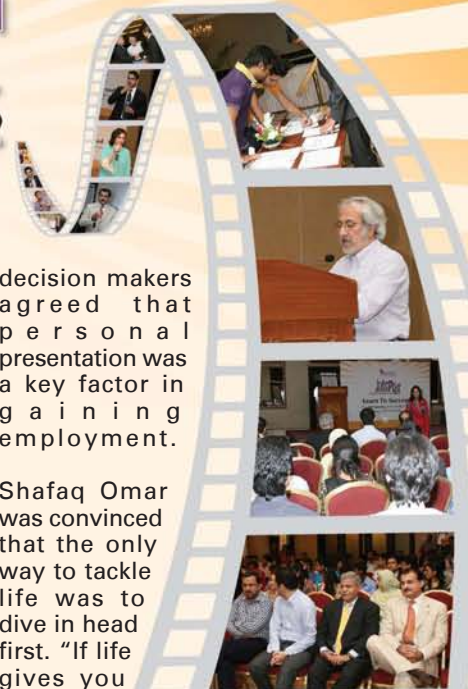 decision makers
agreed that
personal
presentation was
a key factor in
gaining
employment.
Shafaq Omar
was convinced
that the only
way to tackle
life was to
dive in head
first. "If life
gives you